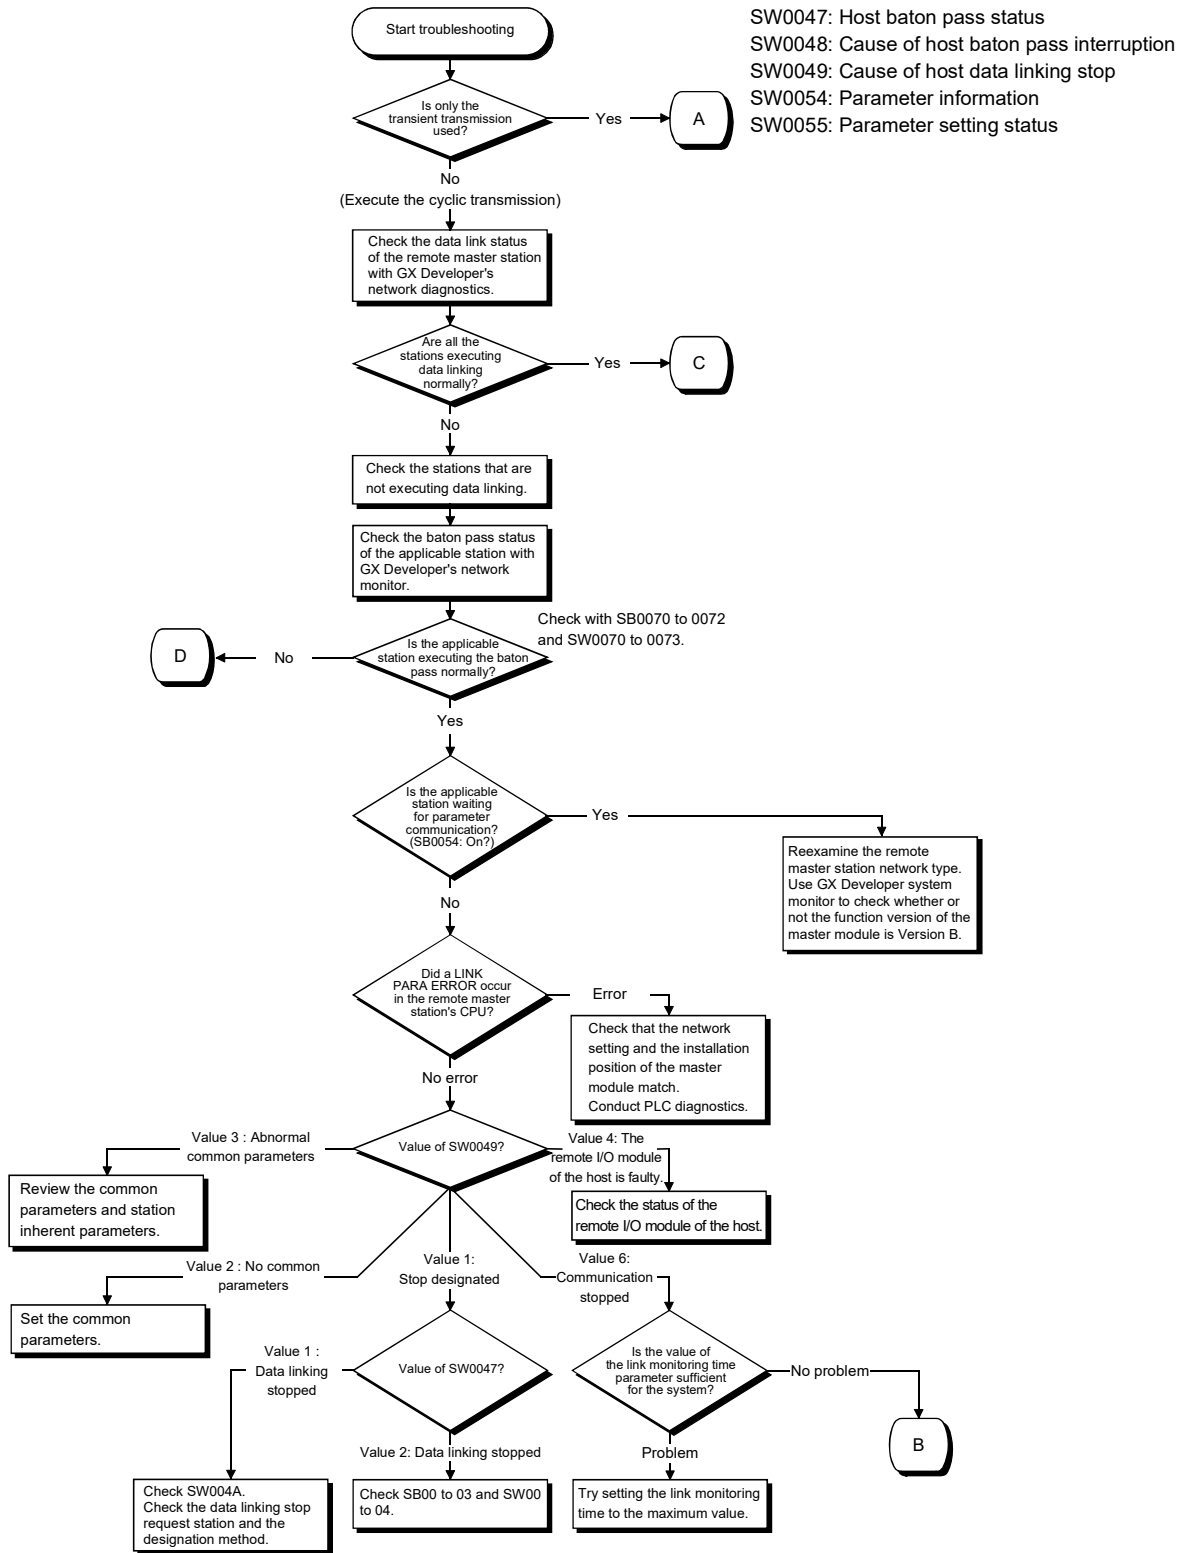 Start troubleshooting
SW0047: Host baton pass status
SW0048: Cause of host baton pass interruption
SW0049: Cause of host data linking stop
SW0054: Parameter information
SW0055: Parameter setting status
Is only the
transient transmission
used?
Yes
A
No
(Execute the cyclic transmission)
Check the data link status
of the remote master station
with GX Developer's
network diagnostics.
Are all the
stations executing
data linking
normally?
Yes
C
No
Check the stations that are
not executing data linking.
Check the baton pass status
of the applicable station with
GX Developer's network
monitor.
Check with SB0070 to 0072
and SW0070 to 0073.
Is the applicable
station executing the baton
pass normally?
No
D
Yes
Is the applicable
station waiting
for parameter
communication?
(SB0054: On?)
Yes
Reexamine the remote
master station network type.
Use GX Developer system
monitor to check whether or
not the function version of the
master module is Version B.
No
Did a LINK
PARA ERROR occur
in the remote master
station's CPU?
Error
Check that the network
setting and the installation
position of the master
module match.
Conduct PLC diagnostics.
No error
Value of SW0049?
Value 3 : Abnormal
common parameters
Review the common
parameters and station
inherent parameters.
Value 4: The
remote I/O module
of the host is faulty.
Check the status of the
remote I/O module of the host.
Value 2 : No common
parameters
Set the common
parameters.
Value 1:
Stop designated
Value 6:
Communication
stopped
Value of SW0047?
Value 1 :
Data linking
stopped
Check SW004A.
Check the data linking stop
request station and the
designation method.
Value 2: Data linking stopped
Check SB00 to 03 and SW00
to 04.
Is the value of
the link monitoring time
parameter sufficient
for the system?
No problem
B
Problem
Try setting the link monitoring
time to the maximum value.